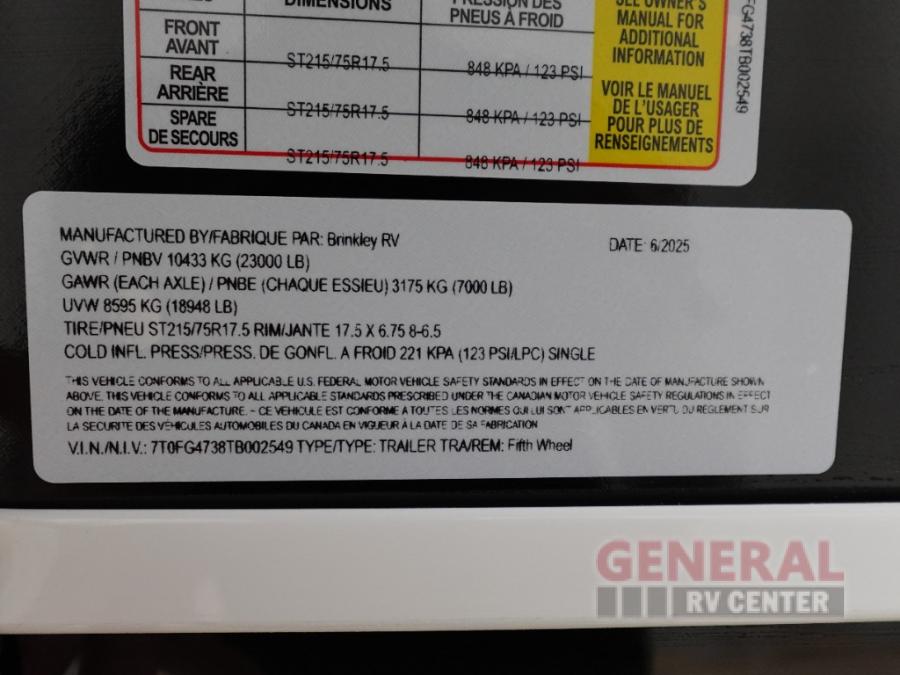 DIMENSIONS
PRESSION DES
PNEUS À FROID
SEE OWNER'S
MANUAL FOR
ADDITIONAL
INFORMATION
VOIR LE MANUEL
DE L'USAGER
POUR PLUS DE
RENSEIGNEMENTS
FRONT
AVANT
ST215/75R17.5
848 KPA / 123 PSI
REAR
ARRIÈRE
ST215/75R17.5
848 KPA / 123 PSI
SPARE
DE SECOURS
ST215/75R17.5
848 KPA / 123 PSI
FG4738TB002549
MANUFACTURED BY/FABRIQUE PAR: Brinkley RV
DATE: 6/2025
GVWR / PNBV 10433 KG (23000 LB)
GAWR (EACH AXLE) / PNBE (CHAQUE ESSIEU) 3175 KG (7000 LB)
UVW 8595 KG (18948 LB)
TIRE/PNEU ST215/75R17.5 RIM/JANTE 17.5 X 6.75 8-6.5
COLD INFL. PRESS/PRESS. DE GONFL. A FROID 221 KPA (123 PSI/LPC) SINGLE
THIS VEHICLE CONFORMS TO ALL APPLICABLE U.S. FEDERAL MOTOR VEHICLE SAFETY STANDARDS IN EFFECT ON THE DATE OF MANUFACTURE SHOWN
ABOVE. THIS VEHICLE CONFORMS TO ALL APPLICABLE STANDARDS PRESCRIBED UNDER THE CANADIAN MOTOR VEHICLE SAFETY REGULATIONS IN EFFECT
ON THE DATE OF THE MANUFACTURE. - CE VEHICULE EST CONFORME A TOUTES LES NORMES QUI LUI SONT APPLICABLES EN VERTU DU REGLEMENT SUR
LA SECURITE DES VEHICULES AUTOMOBILES DU CANADA EN VIGUEUR À LA DATE DE SA FABRICATION
V.I.N./N.I.V.: 7T0FG4738TB002549 TYPE/TYPE: TRAILER TRA/REM: Fifth Wheel
GENERAL
RV CENTER